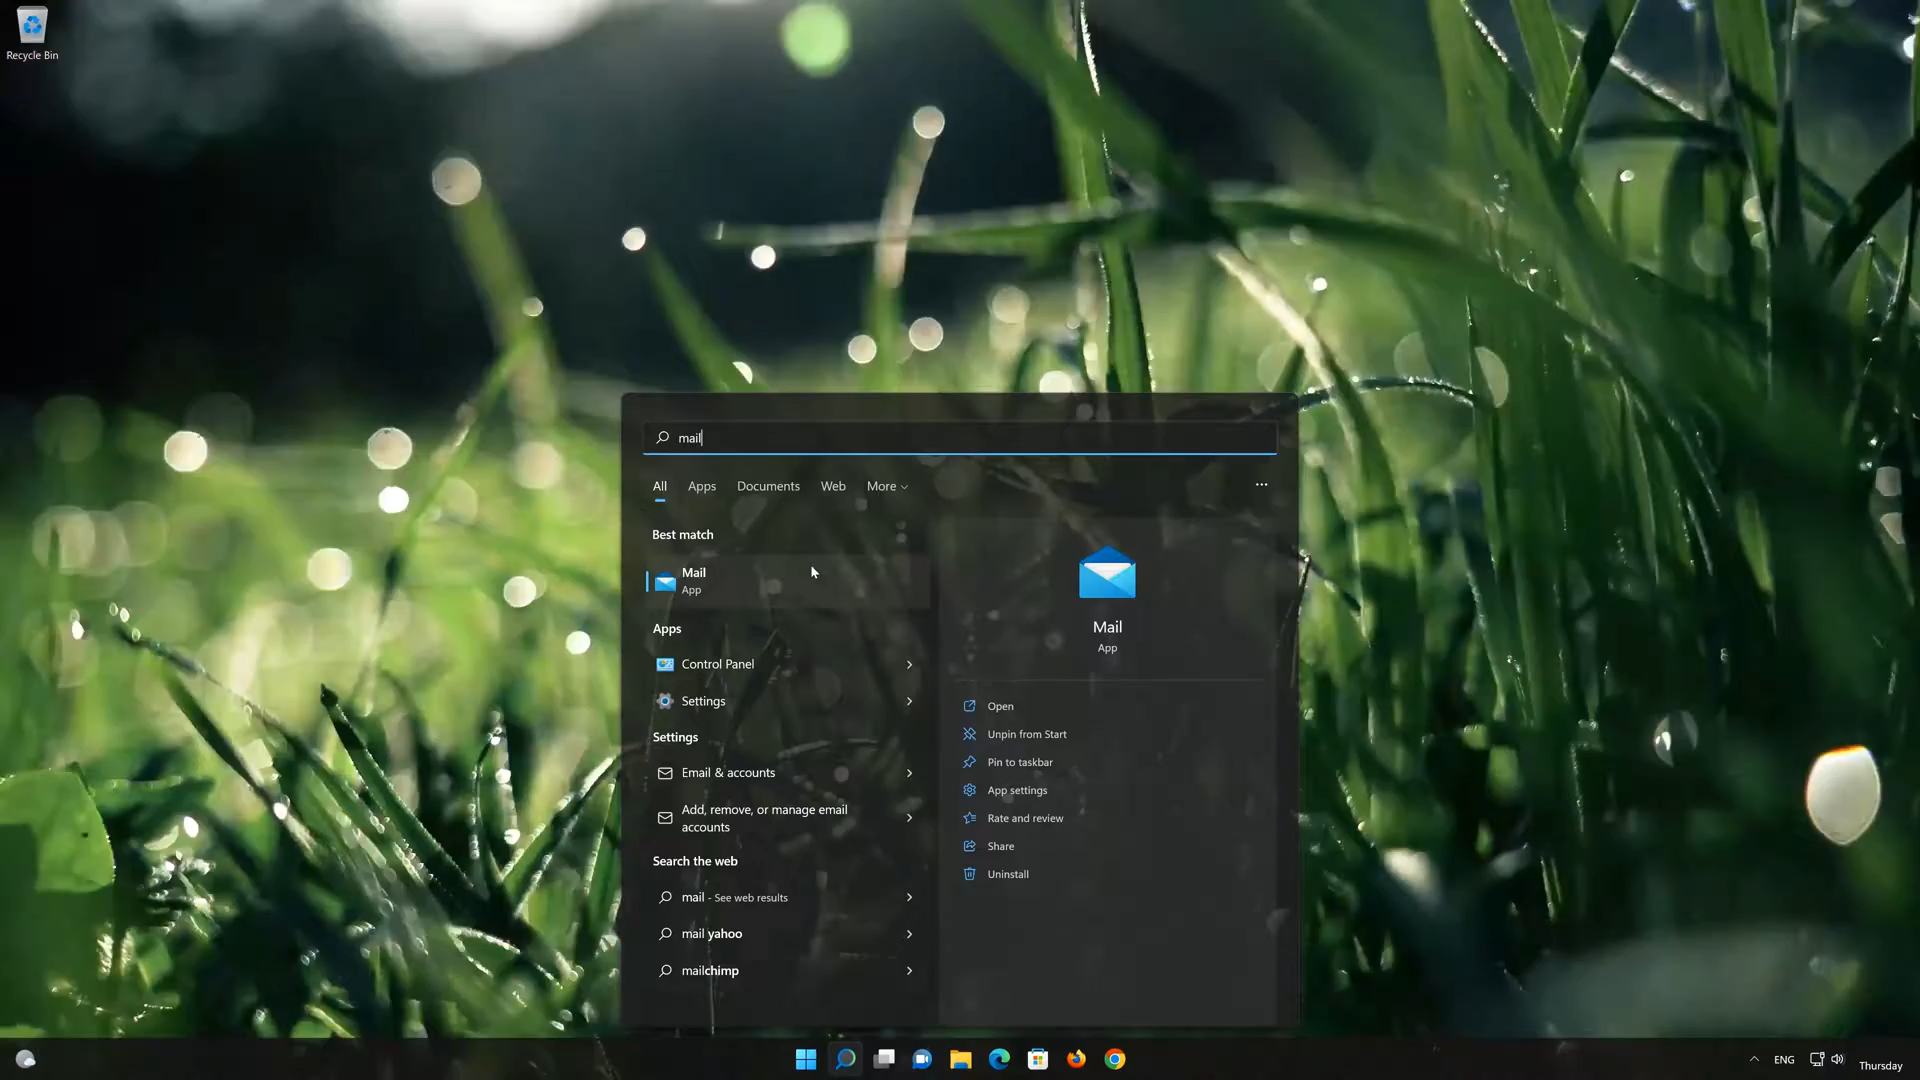 Recycle Bin
mail
All Apps Documents Web More
Best match
Mail
App
Apps
Control Panel
Settings
Settings
Email & accounts
Add, remove, or manage email
accounts
Search the web
mail - See web results
mail yahoo
mailchimp
Mail
App
Open
Unpin from Start
Pin to taskbar
App settings
Rate and review
Share
Uninstall
ENG
Thursday